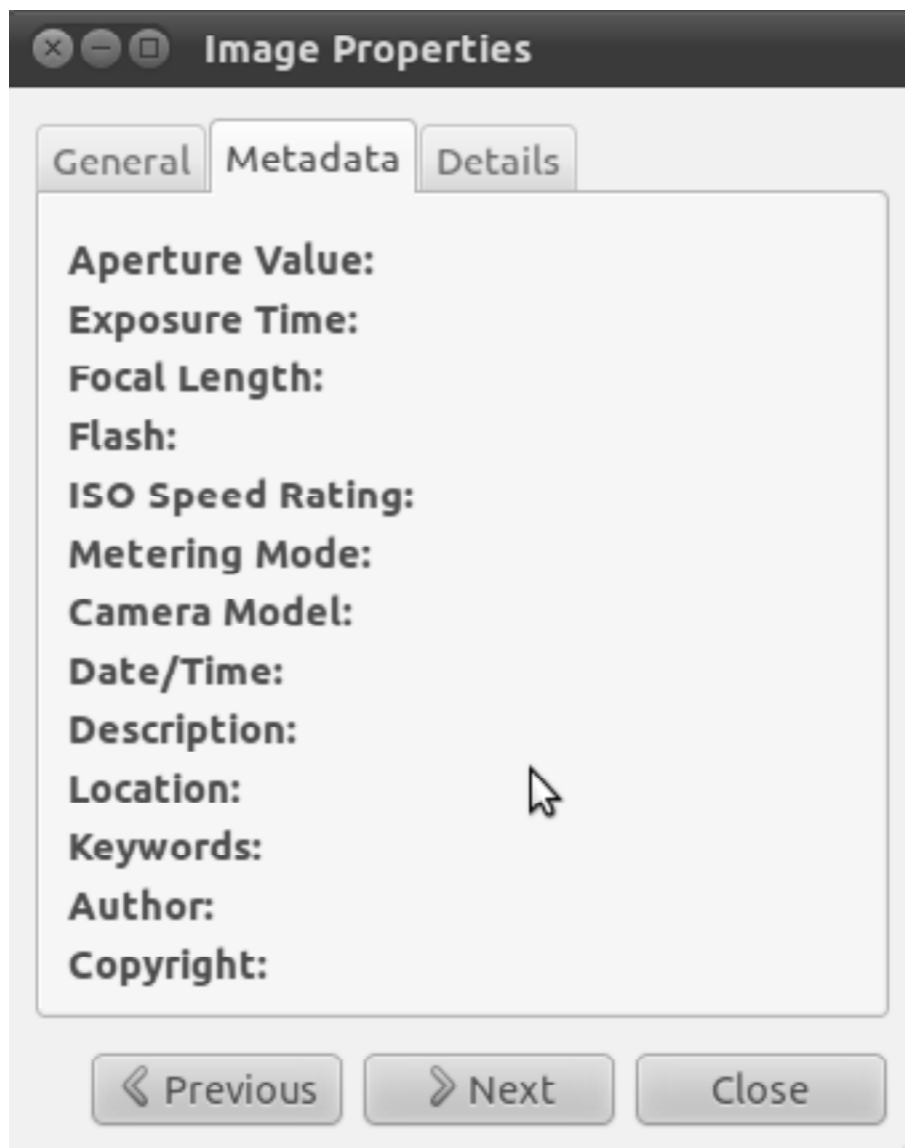 Image Properties
General Metadata Details
Aperture Value:
Exposure Time:
Focal Length:
Flash:
ISO Speed Rating:
Metering Mode:
Camera Model:
Date/Time:
Description:
Location:
Keywords:
Author:
Copyright:
Previous Next Close